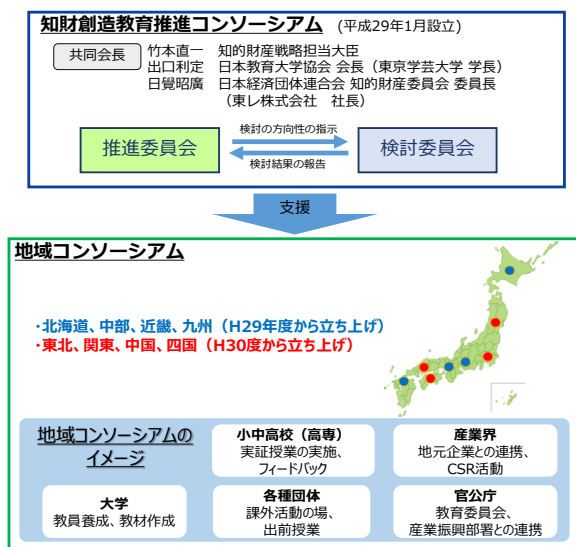 知財創造教育推進コンソーシアム (平成29年1月設立)
共同会長
竹本直一 知的財産戦略担当大臣
出口利定 日本教育大学協会 会長（東京学芸大学 学長）
日覺昭廣 日本経済団体連合会 知的財産委員会 委員長
（東レ株式会社 社長）
推進委員会
検討の方向性の指示
検討結果の報告
検討委員会
支援
地域コンソーシアム
・北海道、中部、近畿、九州（H29年度から立ち上げ）
・東北、関東、中国、四国（H30度から立ち上げ）
地域コンソーシアムの
イメージ
小中高校（高専）
実証授業の実施、
フィードバック
産業界
地元企業との連携、
CSR活動
大学
教員養成、教材作成
各種団体
課外活動の場、
出前授業
官公庁
教育委員会、
産業振興部署との連携